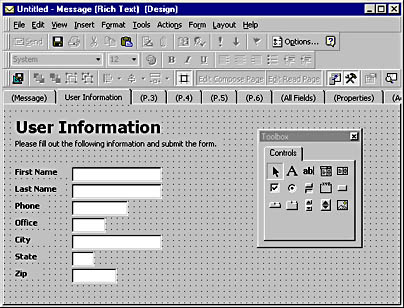 Untitled - Message (Rich Text) [Design]
File Edit View Insert Format Tools Actions Form Layout Help
Send Options... ?
System 12 B I U
Edit Compose Page Edit Read Page
(Message) User Information (P.3) (P.4) (P.5) (P.6) (All Fields) (Properties) (A
User Information
Please fill out the following information and submit the form.
Toolbox
Controls
A ab|
First Name
Last Name
Phone
Office
City
State
Zip